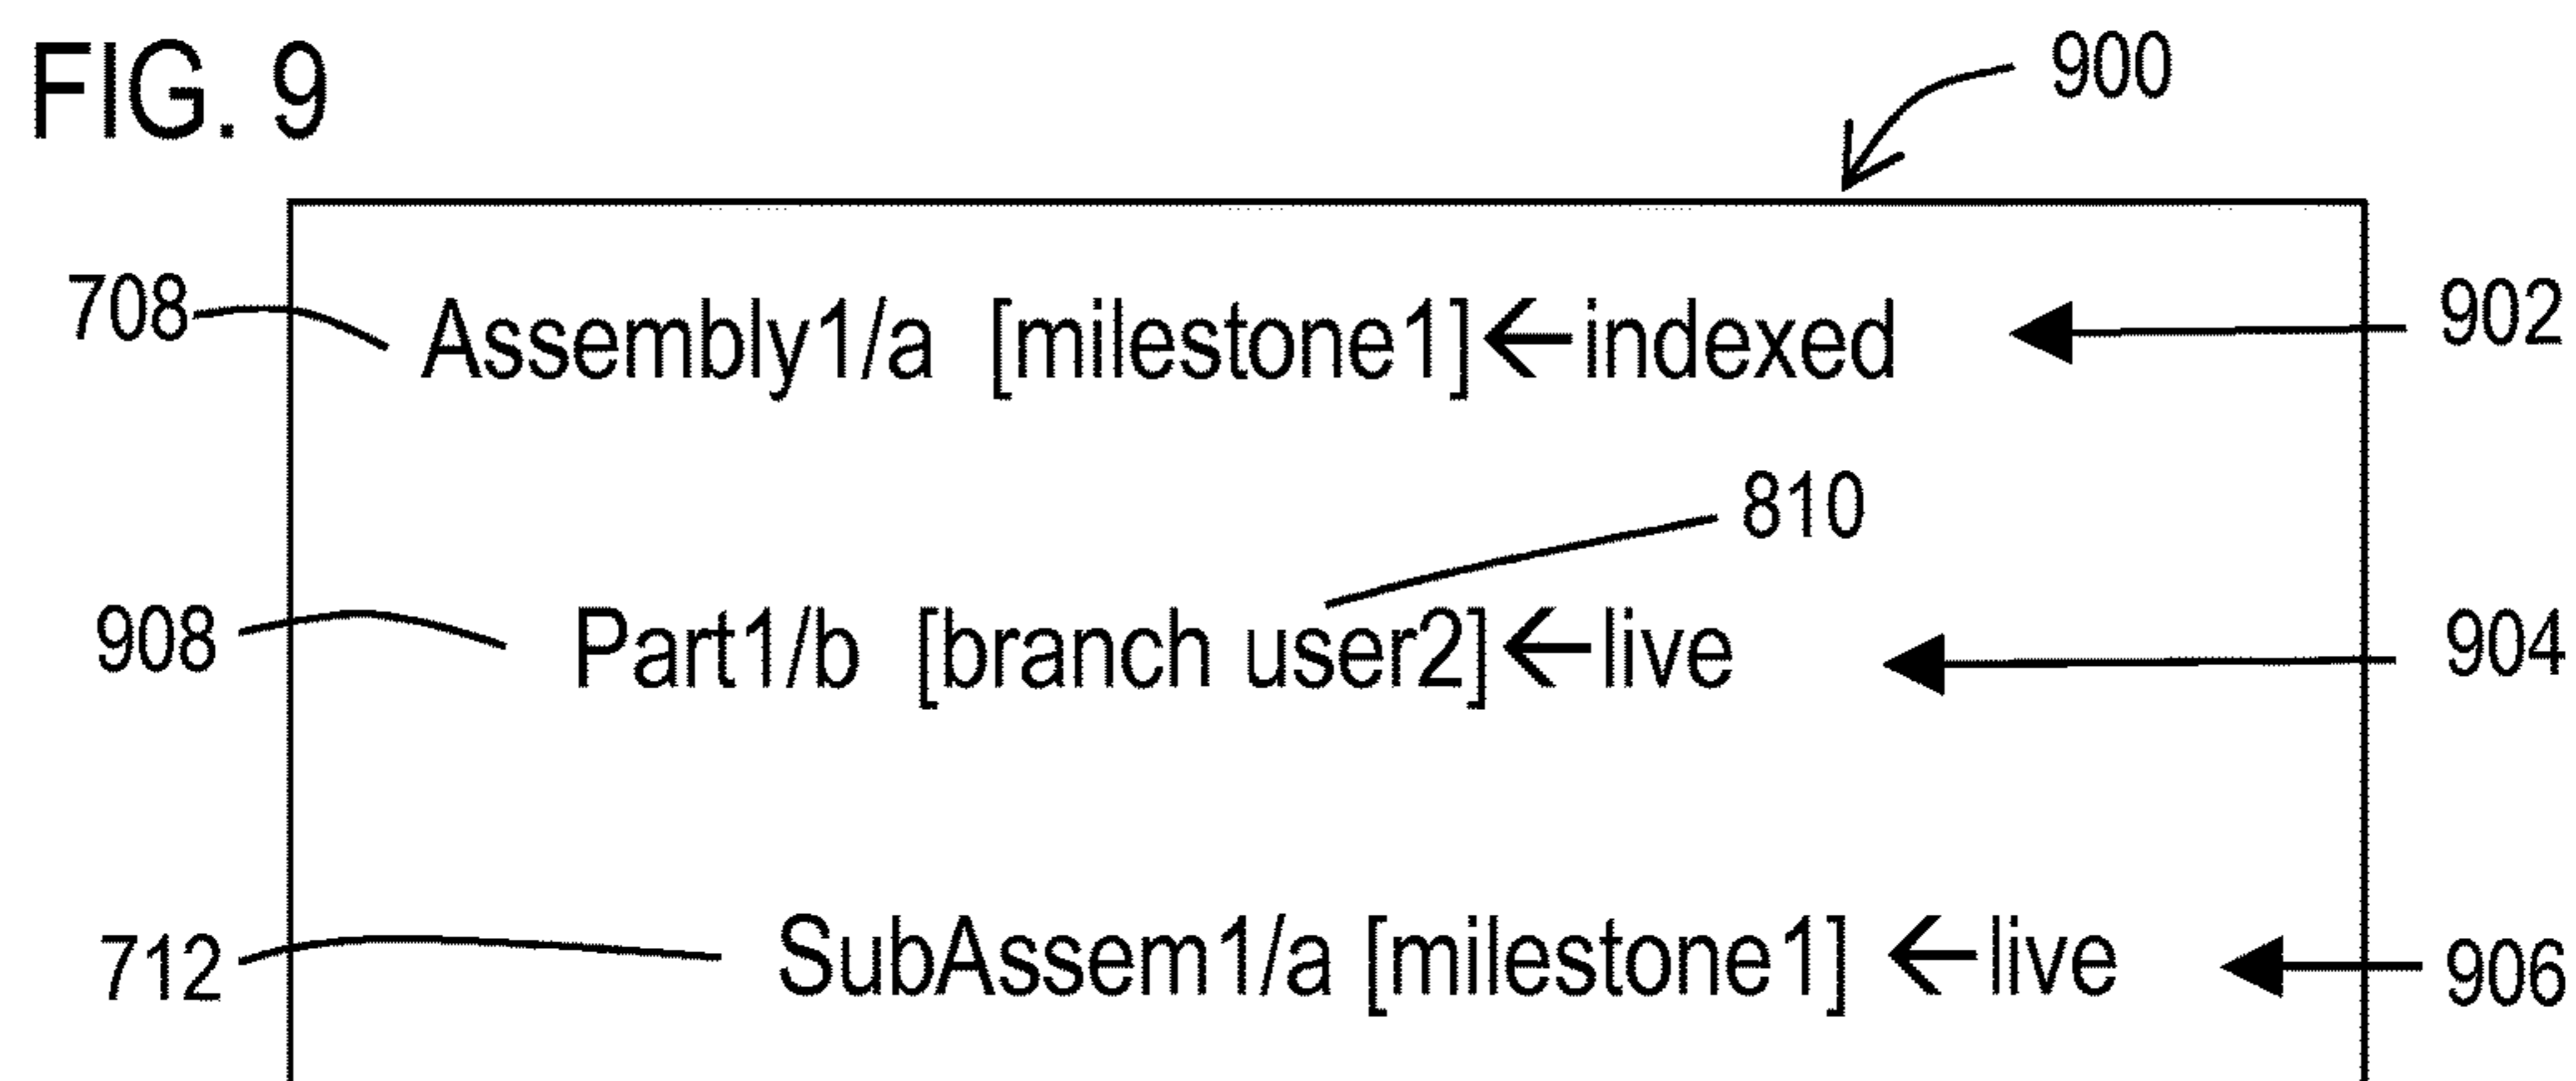 FIG. 9
900
708 Assembly1/a [milestone1]←indexed 902
810
908 Part1/b [branch user2]←live 904
712 SubAssem1/a [milestone1] ←live 906